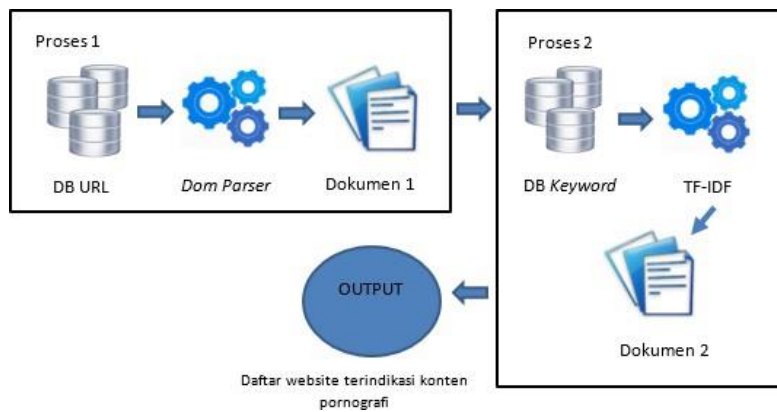 Proses 1
DB URL
Dom Parser
Dokumen 1
Proses 2
DB Keyword
TF-IDF
Dokumen 2
OUTPUT
Daftar website terindikasi konten
pornografi